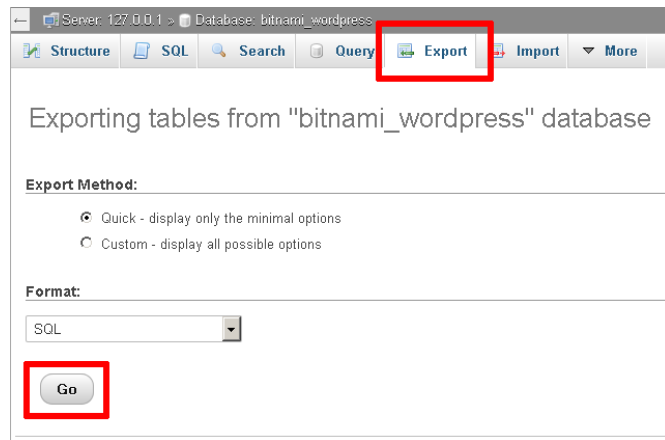 ← Server: 127.0.0.1 » Database: bitnami_wordpress
Structure SQL Search Query Export Import More
Exporting tables from "bitnami_wordpress" database
Export Method:
Quick - display only the minimal options
Custom - display all possible options
Format:
SQL
Go